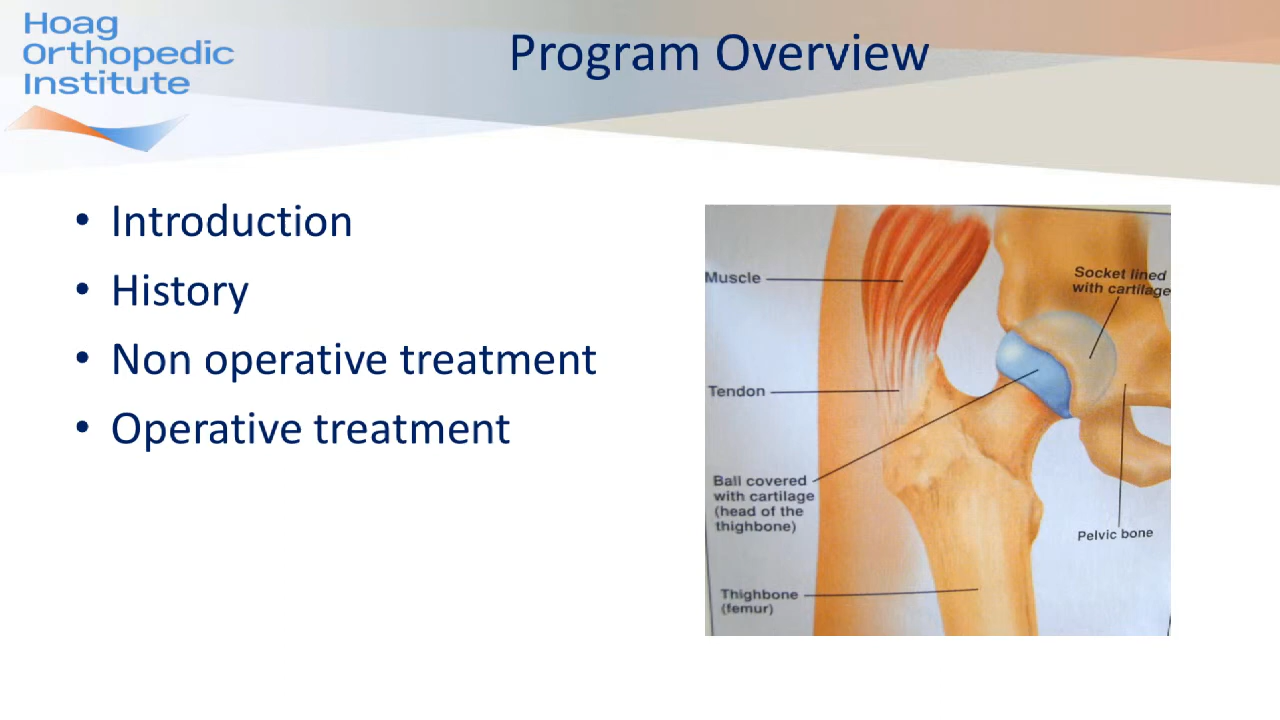 Hoag
Orthopedic
Institute
Program Overview
• Introduction
• History
• Non operative treatment
• Operative treatment
Muscle
Socket lined
with cartilage
Tendon
Ball covered
with cartilage
(head of the
thighbone)
Pelvic bone
Thighbone
(femur)